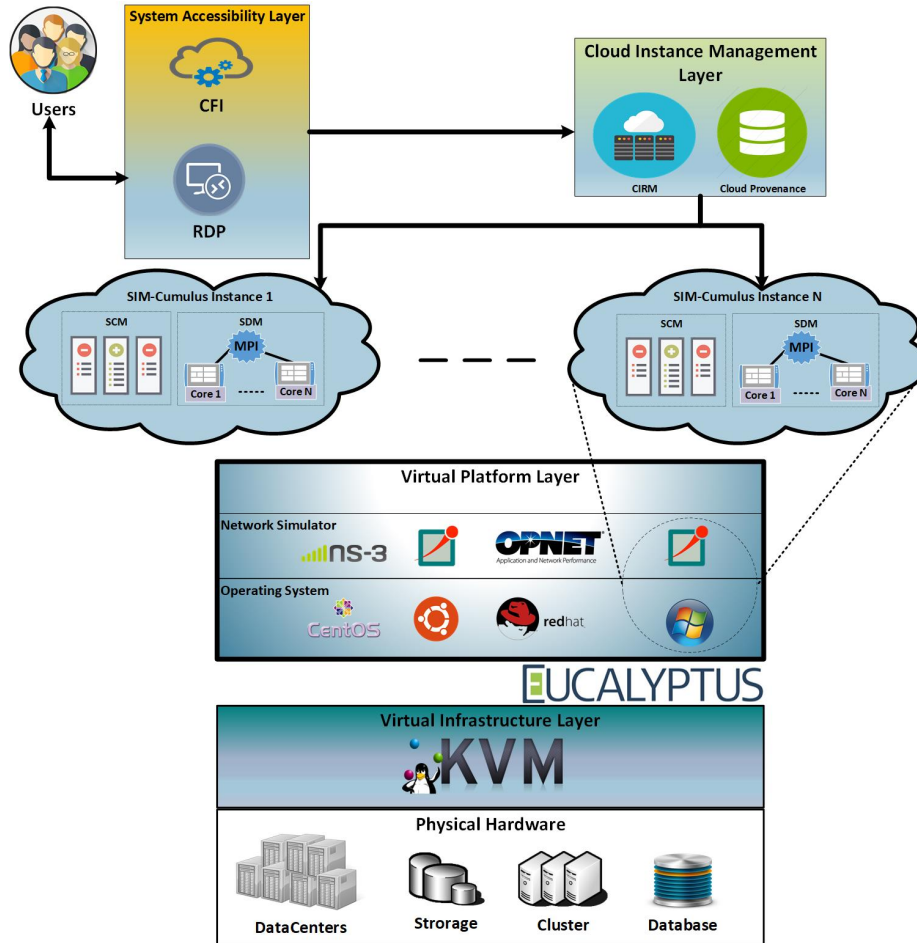 System Accessibility Layer
CFI
RDP
Users
Cloud Instance Management
Layer
CIRM
Cloud Provenance
SIM-Cumulus Instance 1
SCM
SDM
MPI
Core 1
Core N
SIM-Cumulus Instance N
SCM
SDM
MPI
Core 1
Core N
Virtual Platform Layer
Network Simulator
NS-3
OPNET
Application and Network Performance
Operating System
CentOS
redhat
EUCALYPTUS
Virtual Infrastructure Layer
KVM
Physical Hardware
DataCenters
Strorage
Cluster
Database